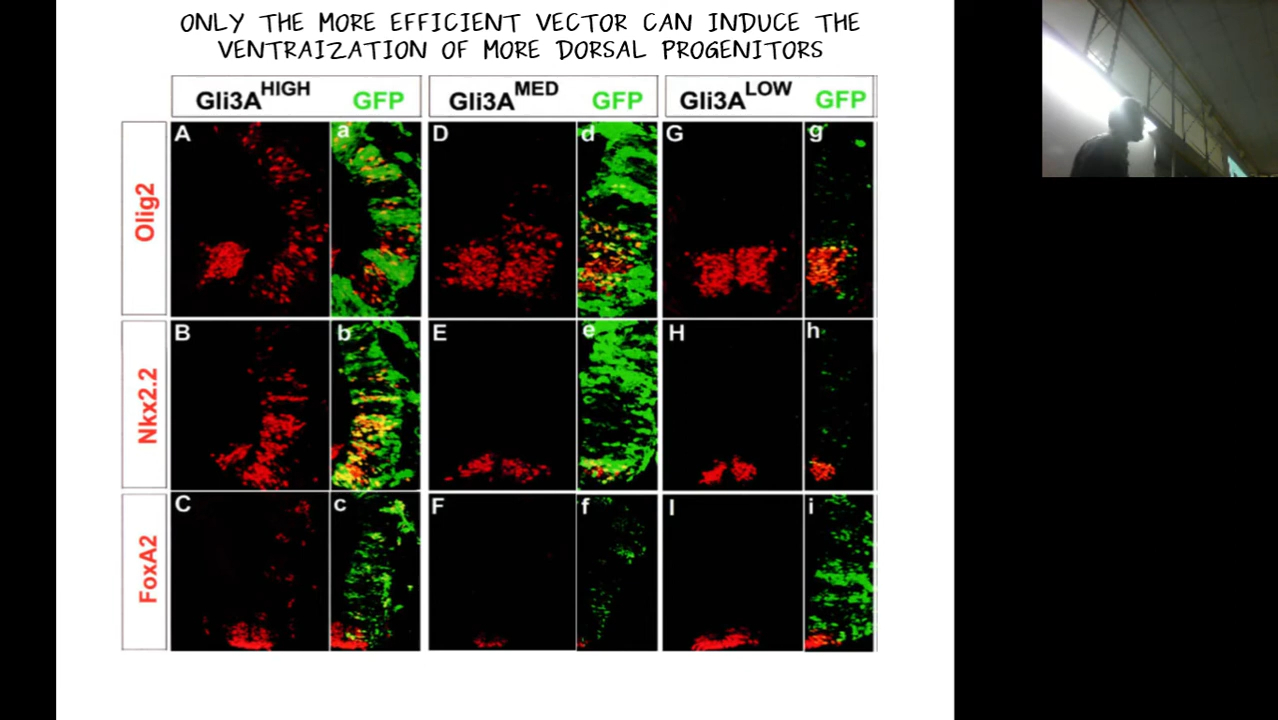 ONLY THE MORE EFFICIENT VECTOR CAN INDUCE THE
VENTRAIZATION OF MORE DORSAL PROGENITORS
Gli3AHIGH GFP Gli3AMED GFP Gli3ALOW GFP
Olig2
A a D d G g
Nkx2.2
B b E e H h
FoxA2
C c F f I i